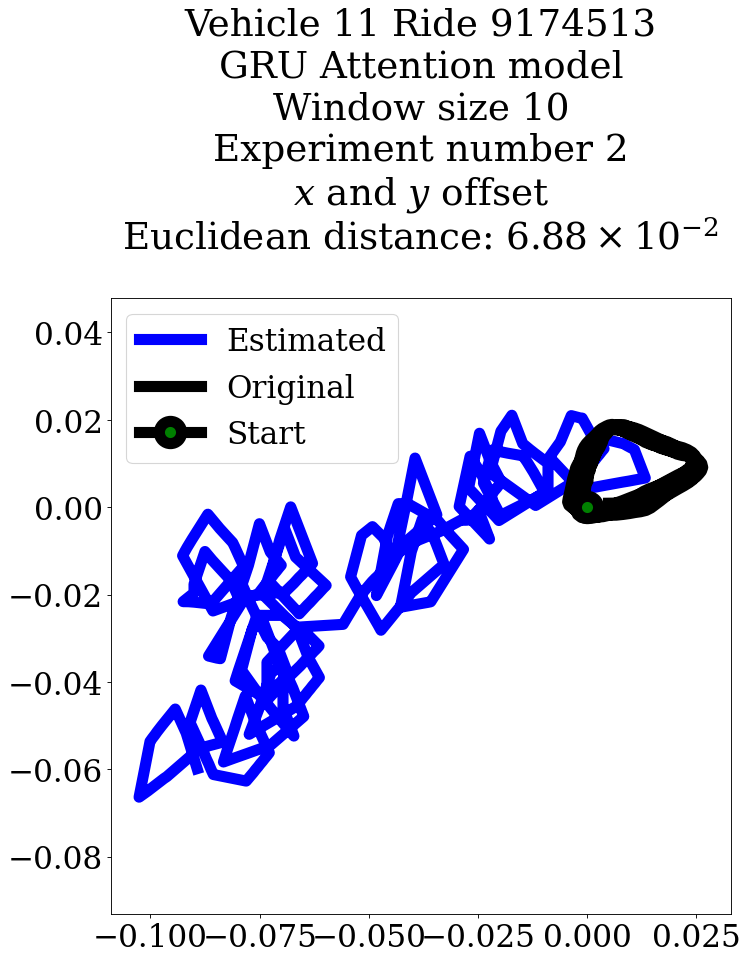 Vehicle 11 Ride 9174513
GRU Attention model
Window size 10
Experiment number 2
x and y offset
Euclidean distance: 6.88 × 10⁻²
Estimated
Original
Start
0.04
0.02
0.00
−0.02
−0.04
−0.06
−0.08
−0.100 −0.075 −0.050 −0.025 0.000 0.025